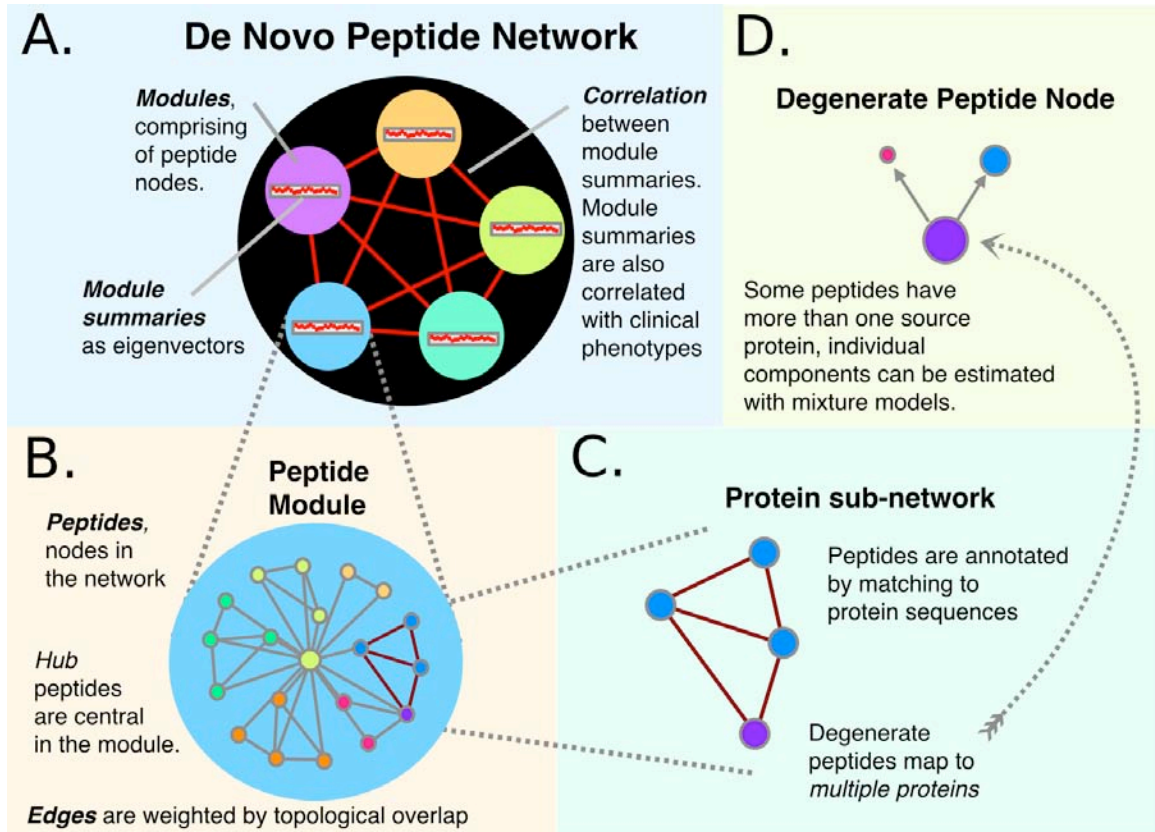 A.
De Novo Peptide Network
Modules,
comprising
of peptide
nodes.
Module
summaries
as eigenvectors
Correlation
between
module
summaries.
Module
summaries
are also
correlated
with clinical
phenotypes
B.
Peptide
Module
Peptides,
nodes in
the network
Hub
peptides
are central
in the module.
Edges are weighted by topological overlap
C.
Protein sub-network
Peptides are annotated
by matching to
protein sequences
Degenerate
peptides map to
multiple proteins
D.
Degenerate Peptide Node
Some peptides have
more than one source
protein, individual
components can be estimated
with mixture models.